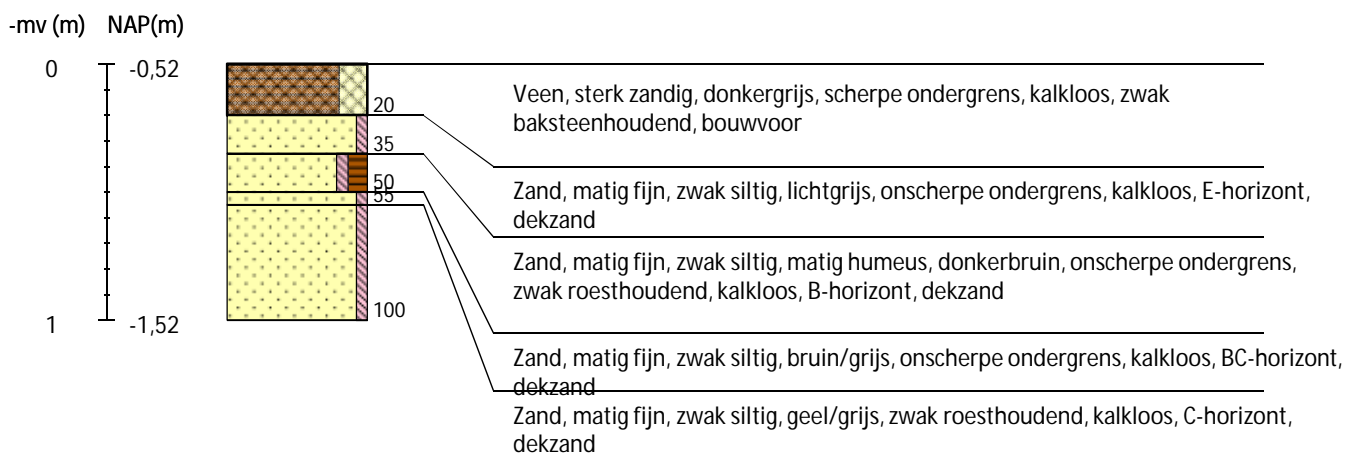 -mv (m) NAP(m)
0 -0,52
20
35
50
55
100
1 -1,52
Veen, sterk zandig, donkergrijs, scherpe ondergrens, kalkloos, zwak
baksteenhoudend, bouwvoor
Zand, matig fijn, zwak siltig, lichtgrijs, onscherpe ondergrens, kalkloos, E-horizont,
dekzand
Zand, matig fijn, zwak siltig, matig humeus, donkerbruin, onscherpe ondergrens,
zwak roesthoudend, kalkloos, B-horizont, dekzand
Zand, matig fijn, zwak siltig, bruin/grijs, onscherpe ondergrens, kalkloos, BC-horizont,
dekzand
Zand, matig fijn, zwak siltig, geel/grijs, zwak roesthoudend, kalkloos, C-horizont,
dekzand